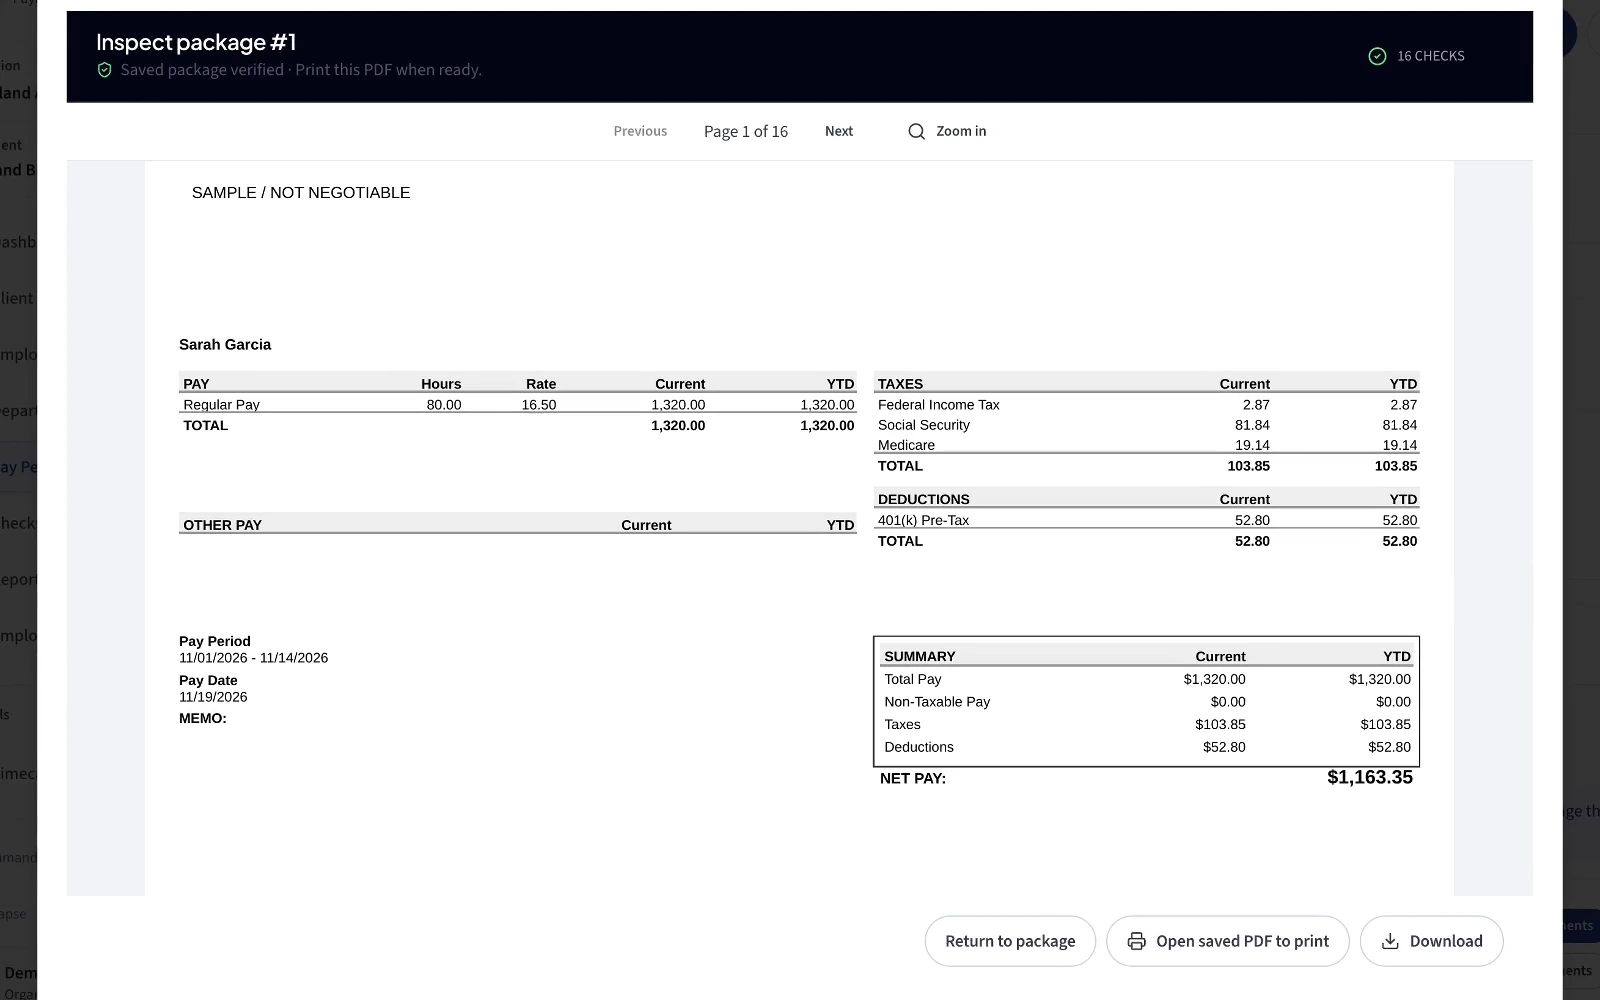 Inspect package #1
Saved package verified · Print this PDF when ready.
16 CHECKS
Previous Page 1 of 16 Next Zoom in
SAMPLE / NOT NEGOTIABLE
Sarah Garcia
PAY Hours Rate Current YTD
Regular Pay 80.00 16.50 1,320.00 1,320.00
TOTAL 1,320.00 1,320.00
OTHER PAY Current YTD
TAXES Current YTD
Federal Income Tax 2.87 2.87
Social Security 81.84 81.84
Medicare 19.14 19.14
TOTAL 103.85 103.85
DEDUCTIONS Current YTD
401(k) Pre-Tax 52.80 52.80
TOTAL 52.80 52.80
Pay Period
11/01/2026 - 11/14/2026
Pay Date
11/19/2026
MEMO:
SUMMARY Current YTD
Total Pay $1,320.00 $1,320.00
Non-Taxable Pay $0.00 $0.00
Taxes $103.85 $103.85
Deductions $52.80 $52.80
NET PAY: $1,163.35
Return to package Open saved PDF to print Download